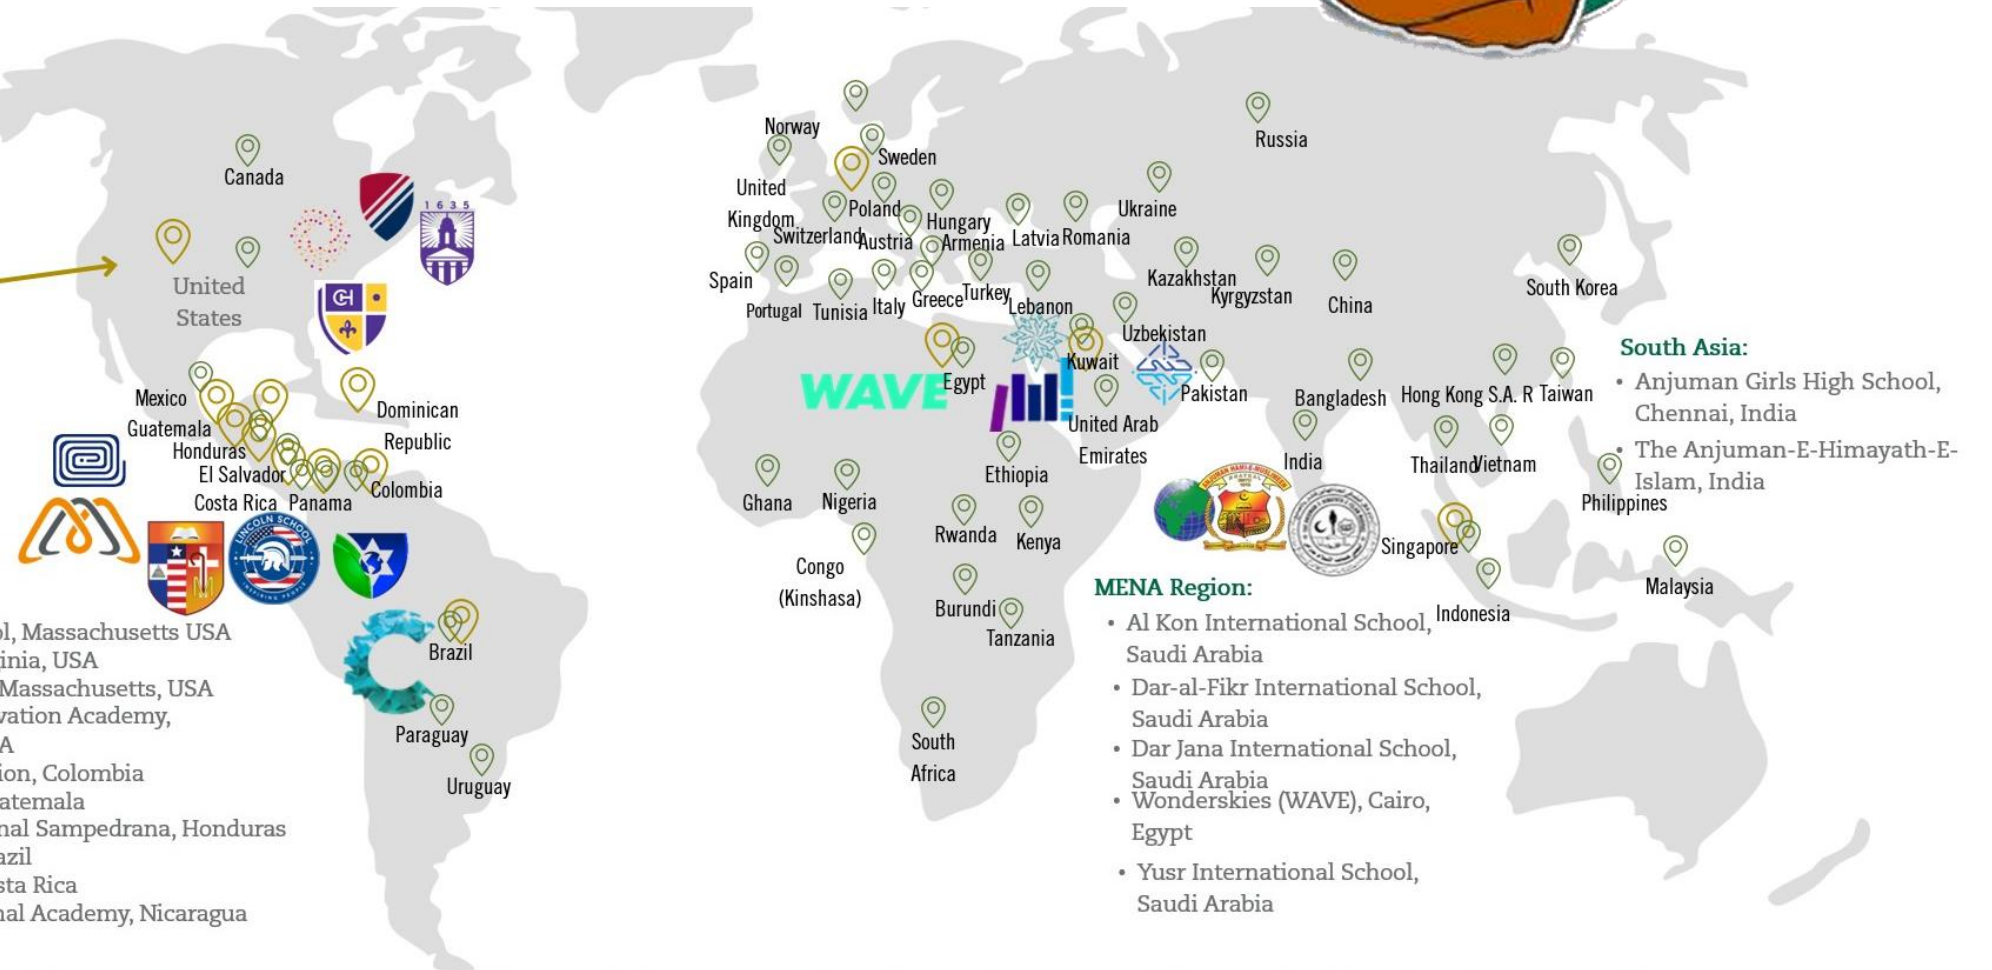 Norway
Russia
Sweden
Canada
United
Kingdom
Poland
Hungary
Ukraine
1635
Switzerland
Austria
Armenia
Latvia
Romania
Spain
Portugal
Tunisia
Italy
Greece
Turkey
Lebanon
Kazakhstan
Kyrgyzstan
China
South Korea
United
States
GH
Uzbekistan
Kuwait
Egypt
WAVE
Pakistan
Bangladesh
Hong Kong S.A. R
Taiwan
South Asia:
• Anjuman Girls High School,
Chennai, India
• The Anjuman-E-Himayath-E-
Islam, India
Mexico
Guatemala
Honduras
El Salvador
Costa Rica
Panama
Colombia
Dominican
Republic
United Arab
Emirates
Ethiopia
India
Thailand
Vietnam
Philippines
Ghana
Nigeria
Rwanda
Kenya
Singapore
LINCOLN SCHOOL
INSPIRING PEOPLE
Congo
(Kinshasa)
Burundi
Tanzania
Indonesia
Malaysia
MENA Region:
• Al Kon International School,
Saudi Arabia
• Dar-al-Fikr International School,
Saudi Arabia
• Dar Jana International School,
Saudi Arabia
• Wonderskies (WAVE), Cairo,
Egypt
• Yusr International School,
Saudi Arabia
Brazil
Paraguay
Uruguay
South
Africa
ol, Massachusetts USA
inia, USA
Massachusetts, USA
vation Academy,
A
ion, Colombia
atemala
nal Sampedrana, Honduras
azil
sta Rica
nal Academy, Nicaragua